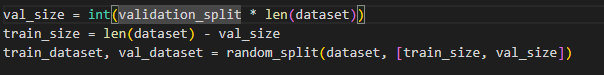 val_size = int(validation_split * len(dataset))
train_size = len(dataset) - val_size
train_dataset, val_dataset = random_split(dataset, [train_size, val_size])